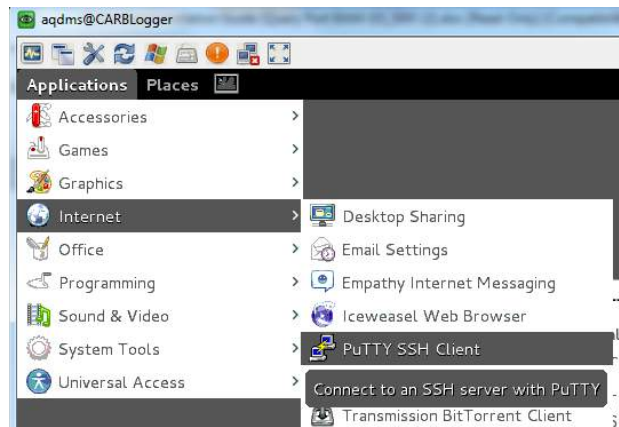 aqdms@CARBLogger
Applications Places
Accessories
Games
Graphics
Internet
Office
Programming
Sound & Video
System Tools
Universal Access
Desktop Sharing
Email Settings
Empathy Internet Messaging
Iceweasel Web Browser
PuTTY SSH Client
Connect to an SSH server with PuTTY
Transmission BitTorrent Client